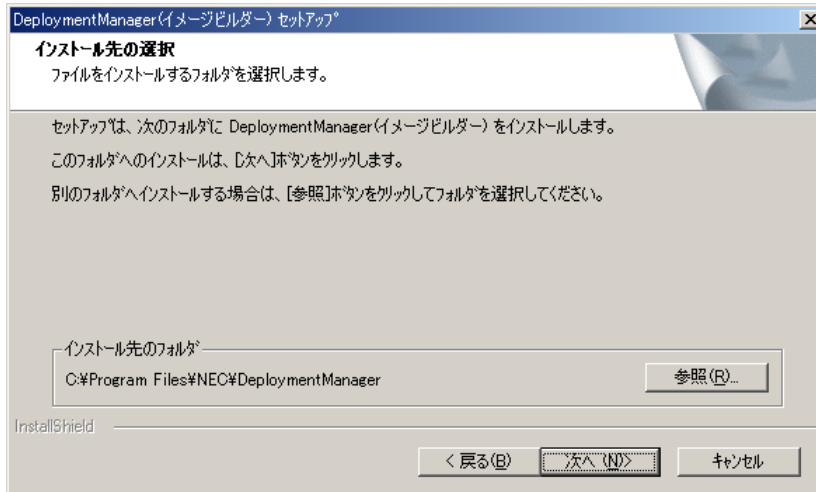 DeploymentManager(イメージビルダー) セットアップ
インストール先の選択
ファイルをインストールするフォルダを選択します。
セットアップは、次のフォルダに DeploymentManager(イメージビルダー) をインストールします。
このフォルダへのインストールは、[次へ]ボタンをクリックします。
別のフォルダへインストールする場合は、[参照]ボタンをクリックしてフォルダを選択してください。
インストール先のフォルダ
C:¥Program Files¥NEC¥DeploymentManager
参照(R)...
InstallShield
< 戻る(B)
次へ (N)>
キャンセル